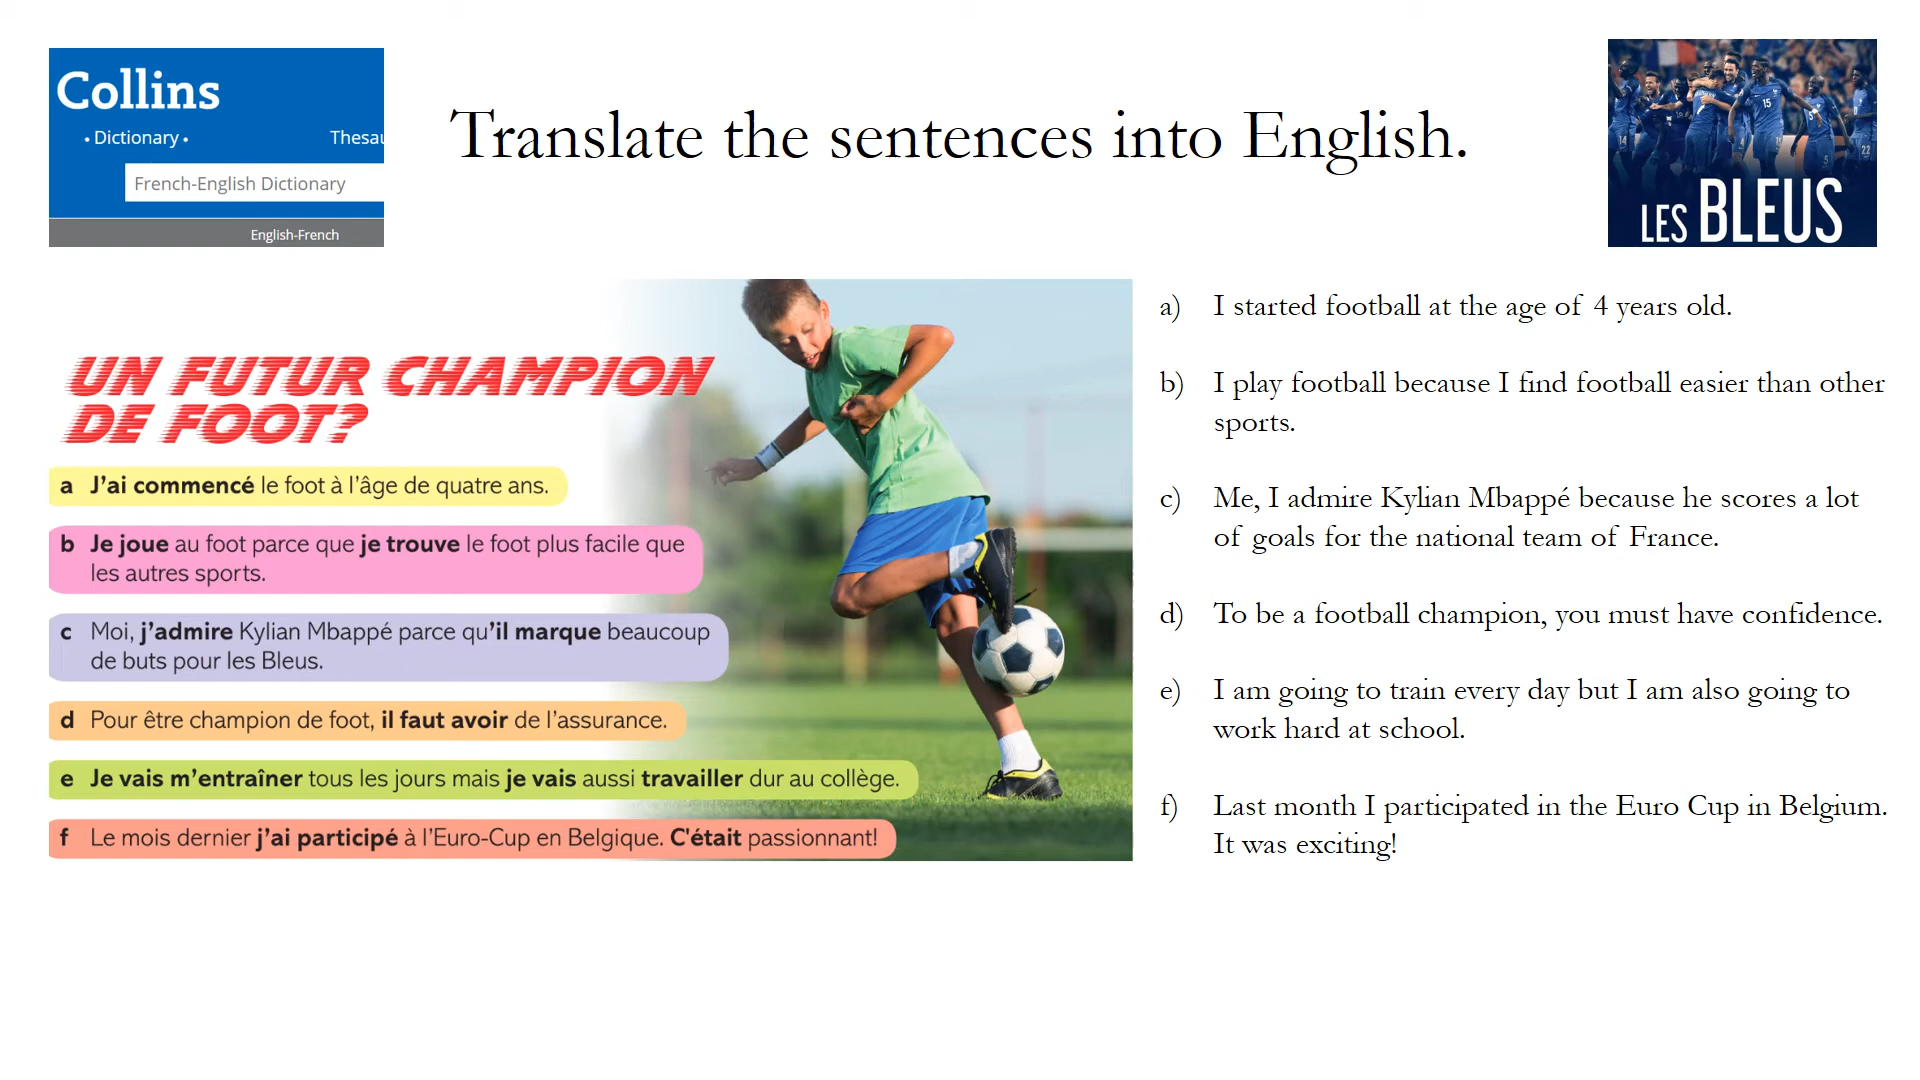 Collins
• Dictionary •
Thesau
French-English Dictionary
English-French
Translate the sentences into English.
LES BLEUS
UN FUTUR CHAMPION
DE FOOT?
a J'ai commencé le foot à l'âge de quatre ans.
b Je joue au foot parce que je trouve le foot plus facile que
les autres sports.
c Moi, j'admire Kylian Mbappé parce qu'il marque beaucoup
de buts pour les Bleus.
d Pour être champion de foot, il faut avoir de l'assurance.
e Je vais m'entraîner tous les jours mais je vais aussi travailler dur au collège.
f Le mois dernier j'ai participé à l'Euro-Cup en Belgique. C'était passionnant!
a) I started football at the age of 4 years old.
b) I play football because I find football easier than other
sports.
c) Me, I admire Kylian Mbappé because he scores a lot
of goals for the national team of France.
d) To be a football champion, you must have confidence.
e) I am going to train every day but I am also going to
work hard at school.
f) Last month I participated in the Euro Cup in Belgium.
It was exciting!